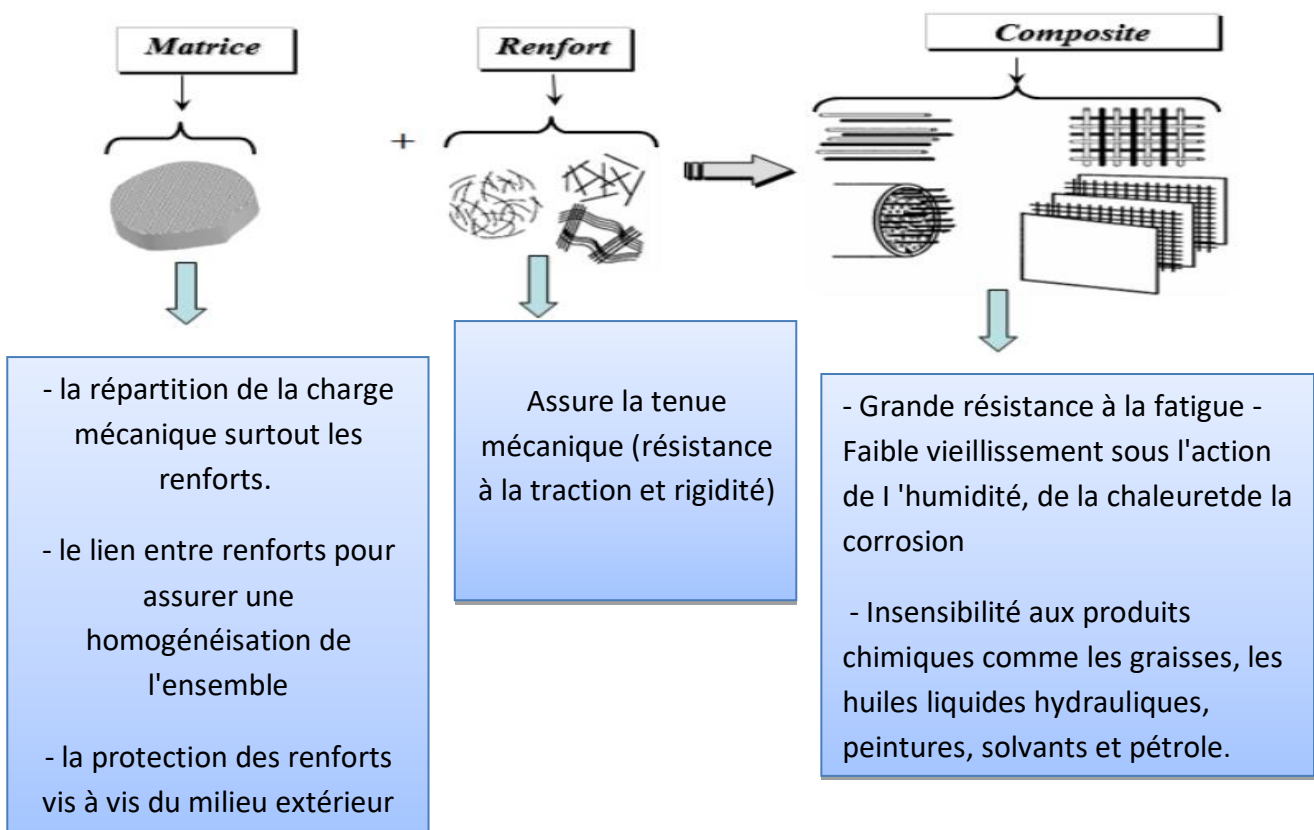 Matrice
Renfort
Composite
+
- la répartition de la charge
mécanique surtout les
renforts.
- le lien entre renforts pour
assurer une
homogénéisation de
l'ensemble
- la protection des renforts
vis à vis du milieu extérieur
Assure la tenue
mécanique (résistance
à la traction et rigidité)
- Grande résistance à la fatigue -
Faible vieillissement sous l'action
de I 'humidité, de la chaleuretde la
corrosion
- Insensibilité aux produits
chimiques comme les graisses, les
huiles liquides hydrauliques,
peintures, solvants et pétrole.